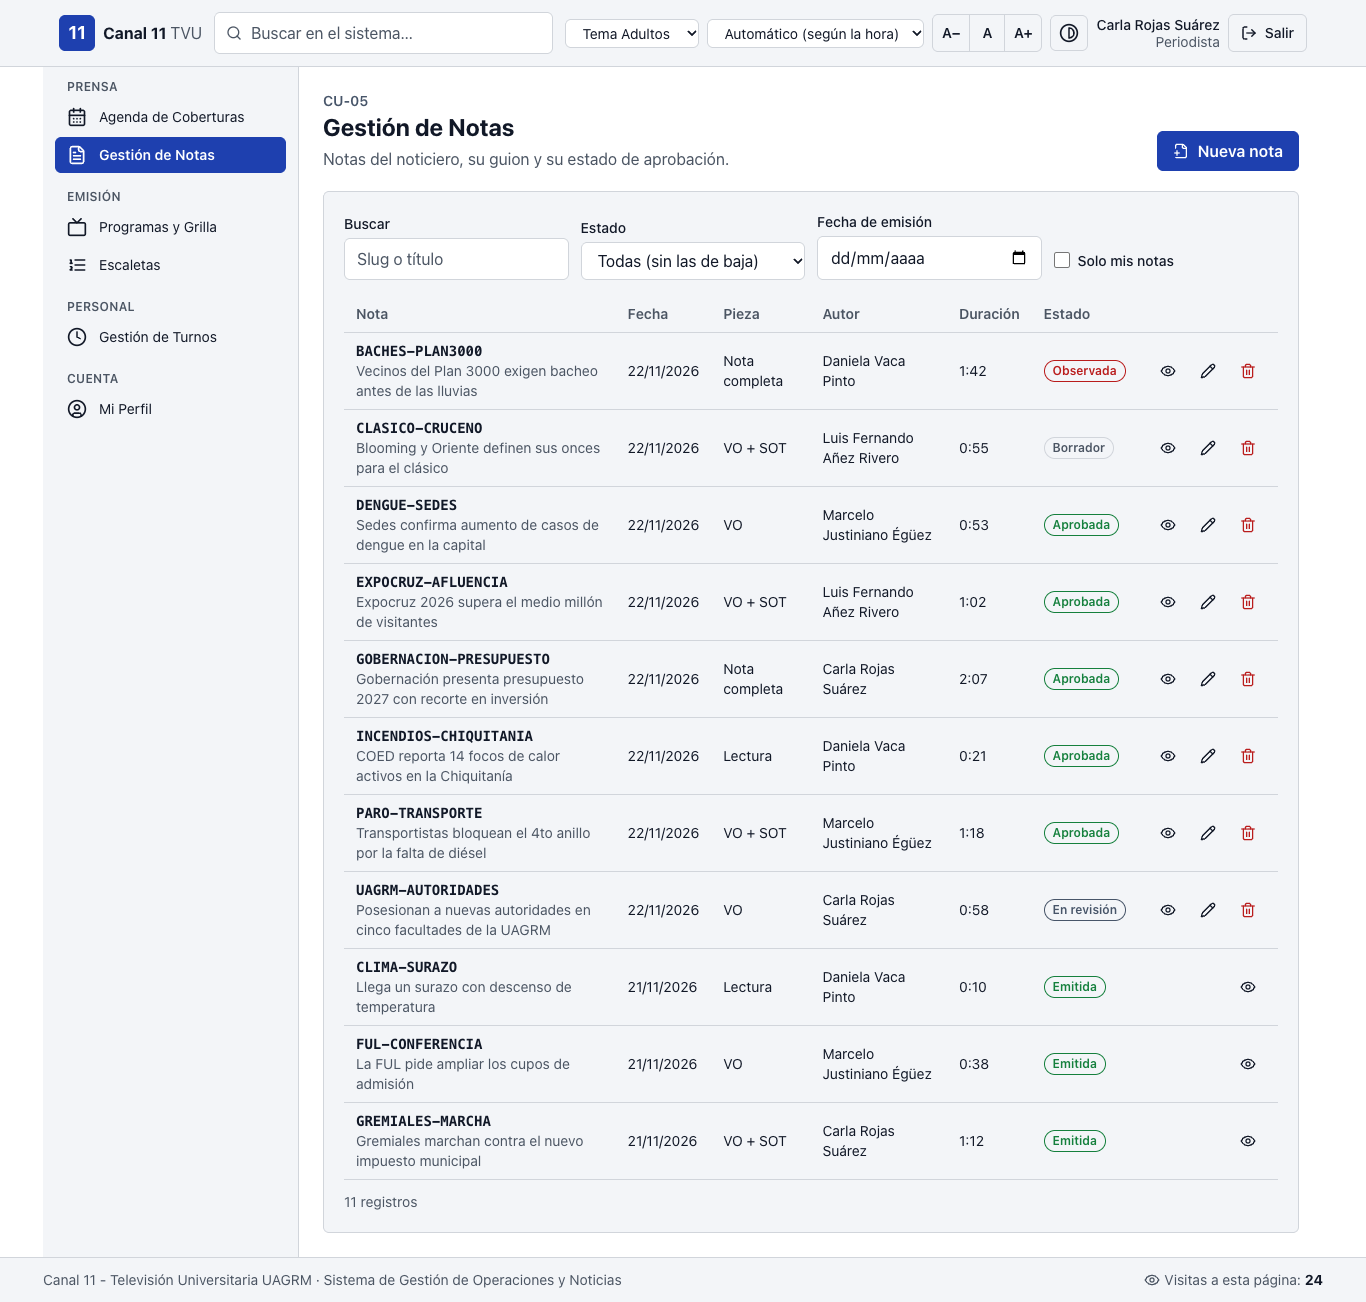 11 Canal 11 TVU
Buscar en el sistema...
Tema Adultos
Automático (según la hora)
A−
A
A+
Carla Rojas Suárez
Periodista
Salir
PRENSA
Agenda de Coberturas
Gestión de Notas
EMISIÓN
Programas y Grilla
Escaletas
PERSONAL
Gestión de Turnos
CUENTA
Mi Perfil
CU-05
Gestión de Notas
Notas del noticiero, su guion y su estado de aprobación.
Nueva nota
Buscar
Slug o título
Estado
Todas (sin las de baja)
Fecha de emisión
dd/mm/aaaa
Solo mis notas
Nota Fecha Pieza Autor Duración Estado
BACHES-PLAN3000
Vecinos del Plan 3000 exigen bacheo
antes de las lluvias
22/11/2026
Nota
completa
Daniela Vaca
Pinto
1:42
Observada
CLASICO-CRUCENO
Blooming y Oriente definen sus onces
para el clásico
22/11/2026
VO + SOT
Luis Fernando
Añez Rivero
0:55
Borrador
DENGUE-SEDES
Sedes confirma aumento de casos de
dengue en la capital
22/11/2026
VO
Marcelo
Justiniano Égüez
0:53
Aprobada
EXPOCRUZ-AFLUENCIA
Expocruz 2026 supera el medio millón
de visitantes
22/11/2026
VO + SOT
Luis Fernando
Añez Rivero
1:02
Aprobada
GOBERNACION-PRESUPUESTO
Gobernación presenta presupuesto
2027 con recorte en inversión
22/11/2026
Nota
completa
Carla Rojas
Suárez
2:07
Aprobada
INCENDIOS-CHIQUITANIA
COED reporta 14 focos de calor
activos en la Chiquitanía
22/11/2026
Lectura
Daniela Vaca
Pinto
0:21
Aprobada
PARO-TRANSPORTE
Transportistas bloquean el 4to anillo
por la falta de diésel
22/11/2026
VO + SOT
Marcelo
Justiniano Égüez
1:18
Aprobada
UAGRM-AUTORIDADES
Posesionan a nuevas autoridades en
cinco facultades de la UAGRM
22/11/2026
VO
Carla Rojas
Suárez
0:58
En revisión
CLIMA-SURAZO
Llega un surazo con descenso de
temperatura
21/11/2026
Lectura
Daniela Vaca
Pinto
0:10
Emitida
FUL-CONFERENCIA
La FUL pide ampliar los cupos de
admisión
21/11/2026
VO
Marcelo
Justiniano Égüez
0:38
Emitida
GREMIALES-MARCHA
Gremiales marchan contra el nuevo
impuesto municipal
21/11/2026
VO + SOT
Carla Rojas
Suárez
1:12
Emitida
11 registros
Canal 11 - Televisión Universitaria UAGRM · Sistema de Gestión de Operaciones y Noticias
Visitas a esta página: 24